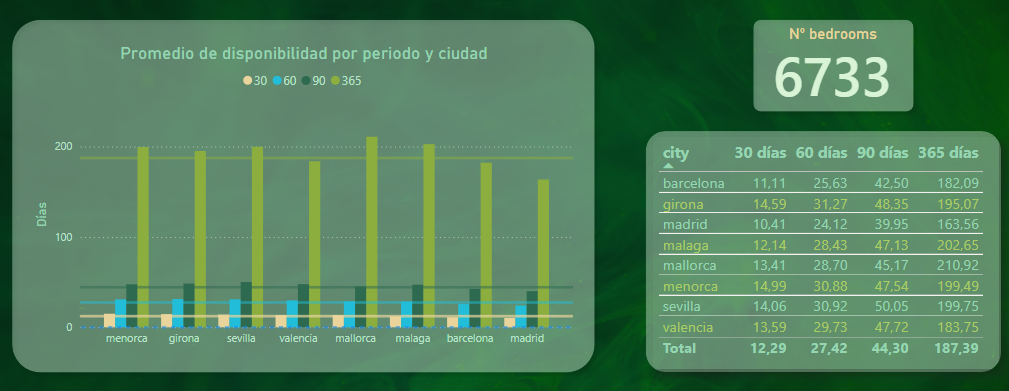 Promedio de disponibilidad por periodo y ciudad
30 60 90 365
200
100
0
Días
menorca girona sevilla valencia mallorca malaga barcelona madrid
Nº bedrooms
6733
city 30 días 60 días 90 días 365 días
barcelona 11,11 25,63 42,50 182,09
girona 14,59 31,27 48,35 195,07
madrid 10,41 24,12 39,95 163,56
malaga 12,14 28,43 47,13 202,65
mallorca 13,41 28,70 45,17 210,92
menorca 14,99 30,88 47,54 199,49
sevilla 14,06 30,92 50,05 199,75
valencia 13,59 29,73 47,72 183,75
Total 12,29 27,42 44,30 187,39